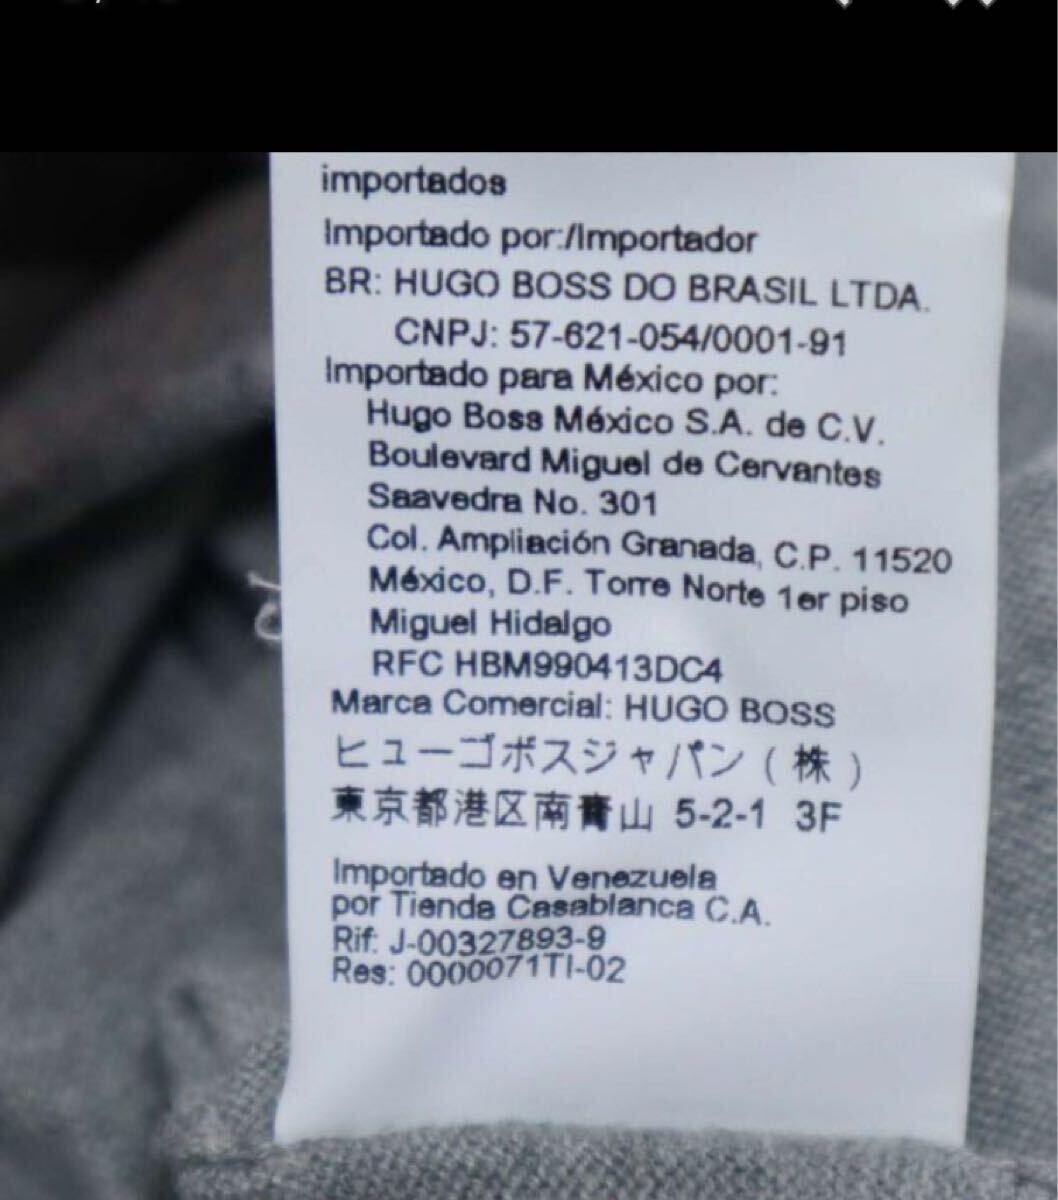 importados
Importado por:/Importador
BR: HUGO BOSS DO BRASIL LTDA.
CNPJ: 57-621-054/0001-91
Importado para México por:
Hugo Boss México S.A. de C.V.
Boulevard Miguel de Cervantes
Saavedra No. 301
Col. Ampliación Granada, C.P. 11520
México, D.F. Torre Norte 1er piso
Miguel Hidalgo
RFC HBM990413DC4
Marca Comercial: HUGO BOSS
ヒューゴボスジャパン(株)
東京都港区南青山 5-2-1 3F
Importado en Venezuela
por Tienda Casablanca C.A.
Rif: J-00327893-9
Res: 0000071TI-02